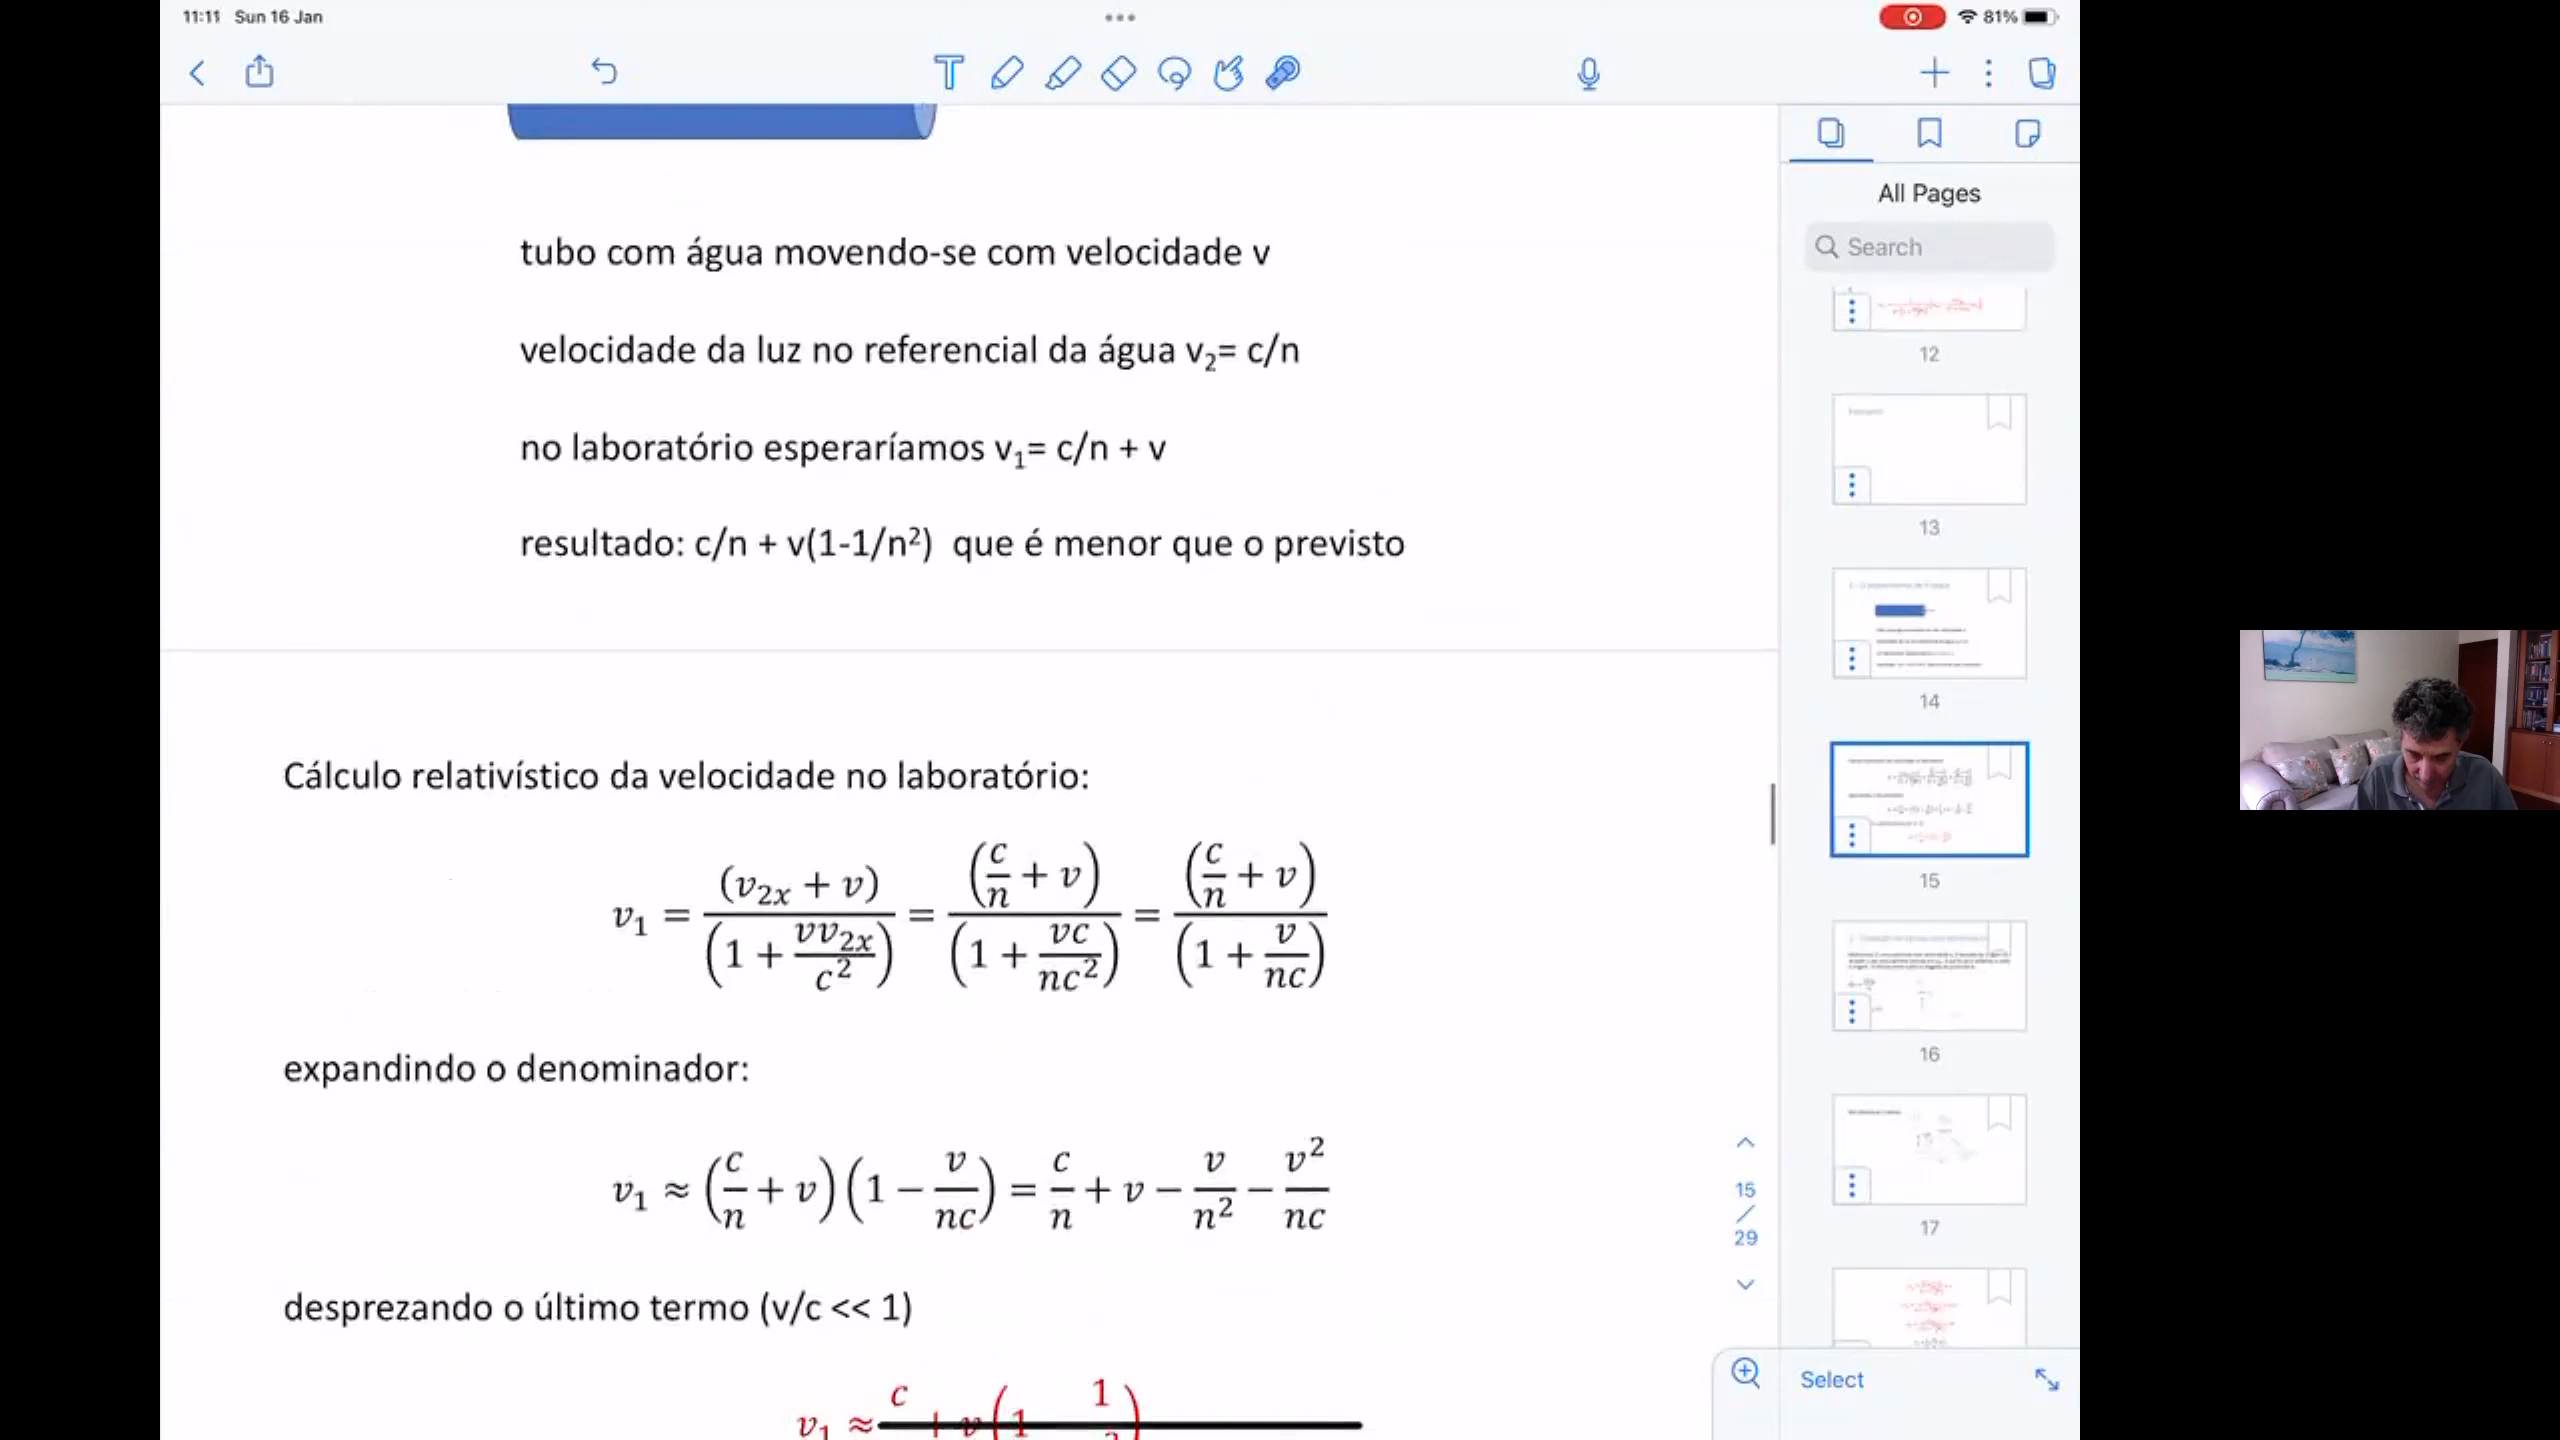 11:11 Sun 16 Jan
81%
All Pages
Search
tubo com água movendo-se com velocidade v
velocidade da luz no referencial da água v₂= c/n
no laboratório esperaríamos v₁= c/n + v
resultado: c/n + v(1-1/n²) que é menor que o previsto
Cálculo relativístico da velocidade no laboratório:
v₁ = (v₂ₓ + v)/(1 + vv₂ₓ/c²) = (c/n + v)/(1 + vc/nc²) = (c/n + v)/(1 + v/nc)
expandindo o denominador:
v₁ ≈ (c/n + v)(1 − v/nc) = c/n + v − v/n² − v²/nc
desprezando o último termo (v/c << 1)
12
13
14
15
16
17
15
/
29
Select